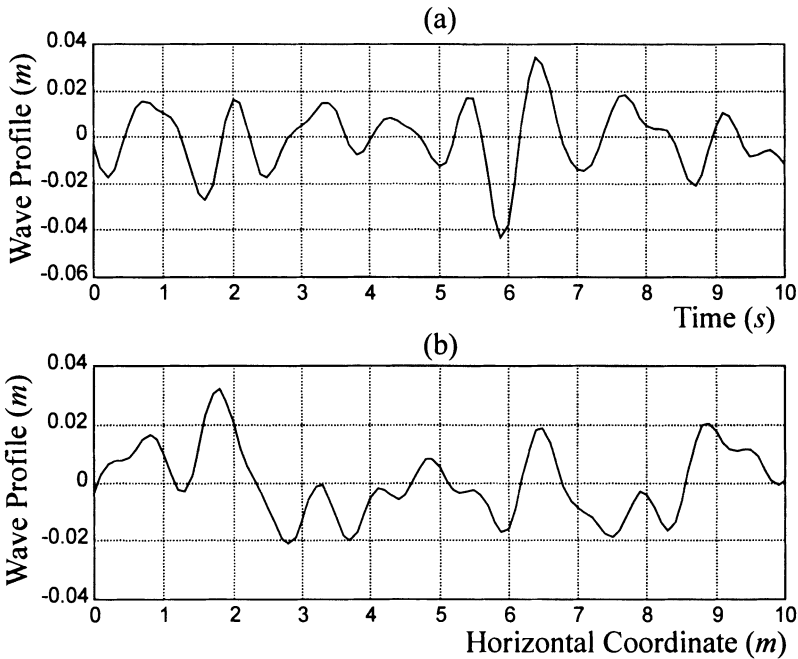 (a)
Wave Profile (m)
0.04
0.02
0
-0.02
-0.04
-0.06
0 1 2 3 4 5 6 7 8 9 10
Time (s)
(b)
Wave Profile (m)
0.04
0.02
0
-0.02
-0.04
0 1 2 3 4 5 6 7 8 9 10
Horizontal Coordinate (m)